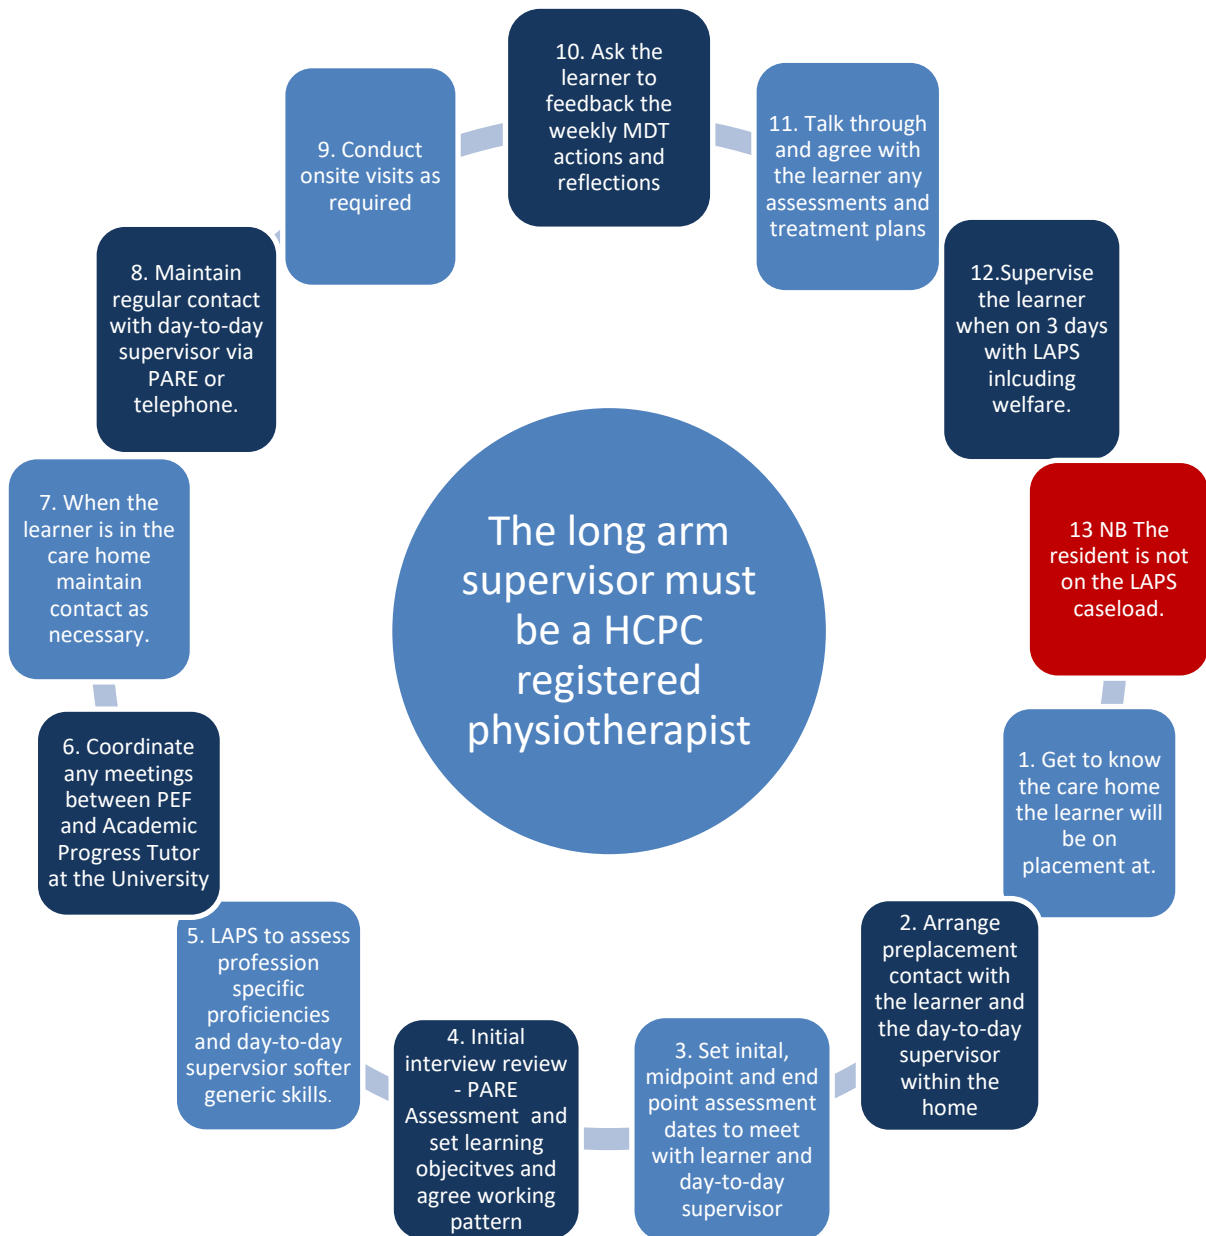 10. Ask the
learner to
feedback the
weekly MDT
actions and
reflections
11. Talk through
and agree with
the learner any
assessments and
treatment plans
12.Supervise
the learner
when on 3 days
with LAPS
inlcuding
welfare.
13 NB The
resident is not
on the LAPS
caseload.
1. Get to know
the care home
the learner will
be on
placement at.
2. Arrange
preplacement
contact with
the learner and
the day-to-day
supervisor
within the
home
3. Set inital,
midpoint and end
point assessment
dates to meet
with learner and
day-to-day
supervisor
4. Initial
interview review
- PARE
Assessment and
set learning
objecitves and
agree working
pattern
5. LAPS to assess
profession
specific
proficiencies
and day-to-day
supervsior softer
generic skills.
6. Coordinate
any meetings
between PEF
and Academic
Progress Tutor
at the University
7. When the
learner is in the
care home
maintain
contact as
necessary.
8. Maintain
regular contact
with day-to-day
supervisor via
PARE or
telephone.
9. Conduct
onsite visits as
required
The long arm
supervisor must
be a HCPC
registered
physiotherapist